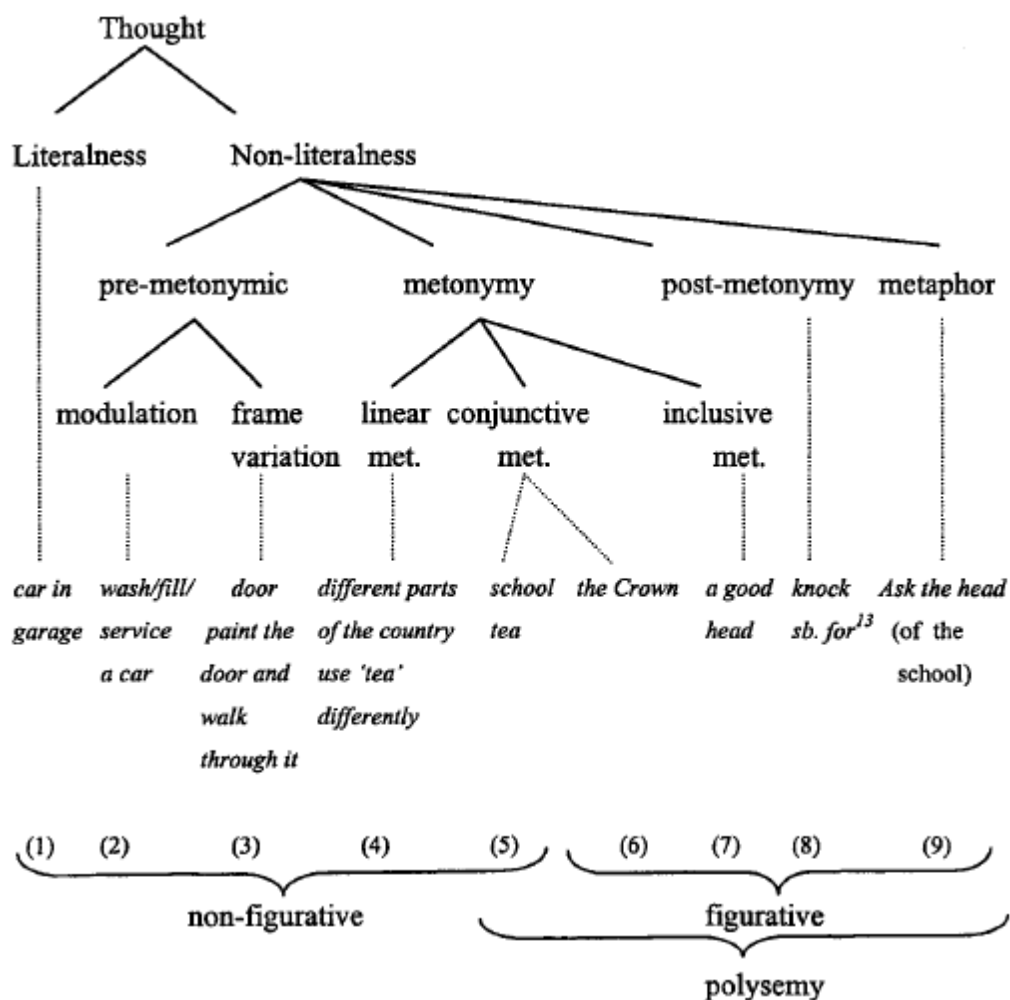 Thought
Literalness Non-literalness
pre-metonymic metonymy post-metonymy metaphor
modulation frame linear conjunctive inclusive
variation met. met. met.
car in wash/fill/ door different parts school the Crown a good knock Ask the head
garage service paint the of the country tea head sb. for13 (of the
a car door and use 'tea' school)
walk differently
through it
(1) (2) (3) (4) (5) (6) (7) (8) (9)
non-figurative figurative
polysemy